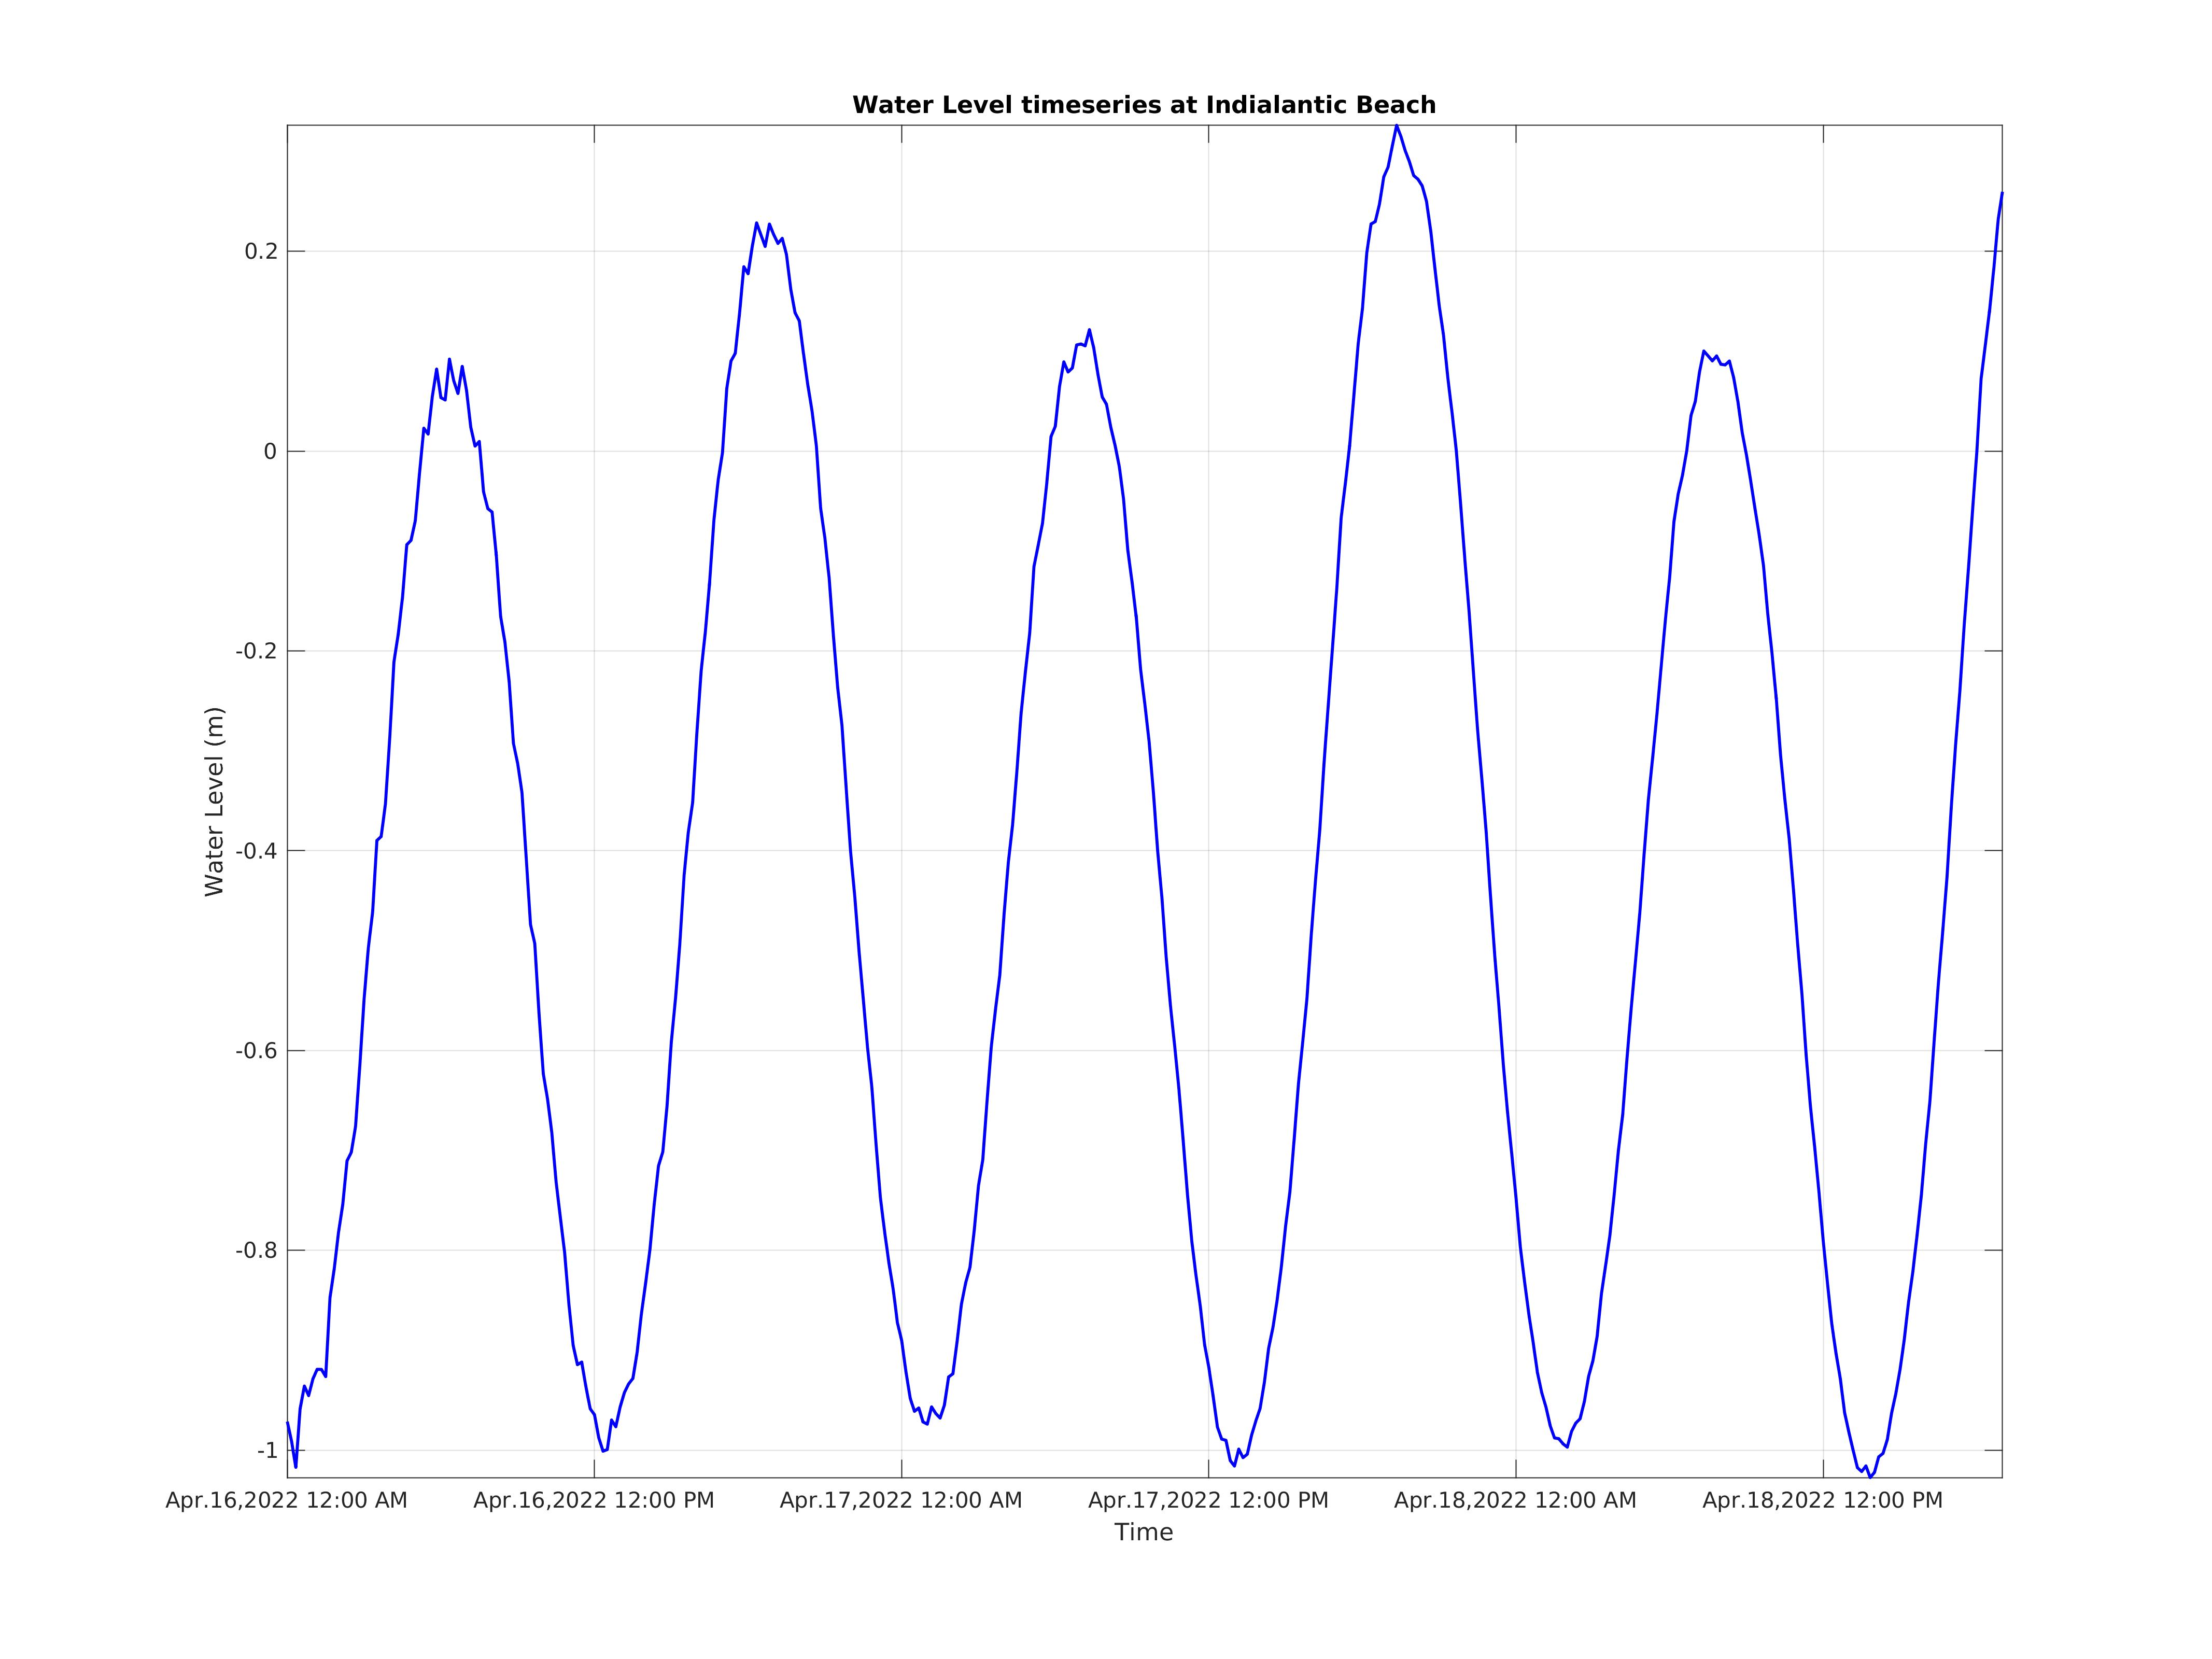 Water Level timeseries at Indialantic Beach
0.2
0
-0.2
-0.4
-0.6
-0.8
-1
Water Level (m)
Apr.16,2022 12:00 AM Apr.16,2022 12:00 PM Apr.17,2022 12:00 AM Apr.17,2022 12:00 PM Apr.18,2022 12:00 AM Apr.18,2022 12:00 PM
Time